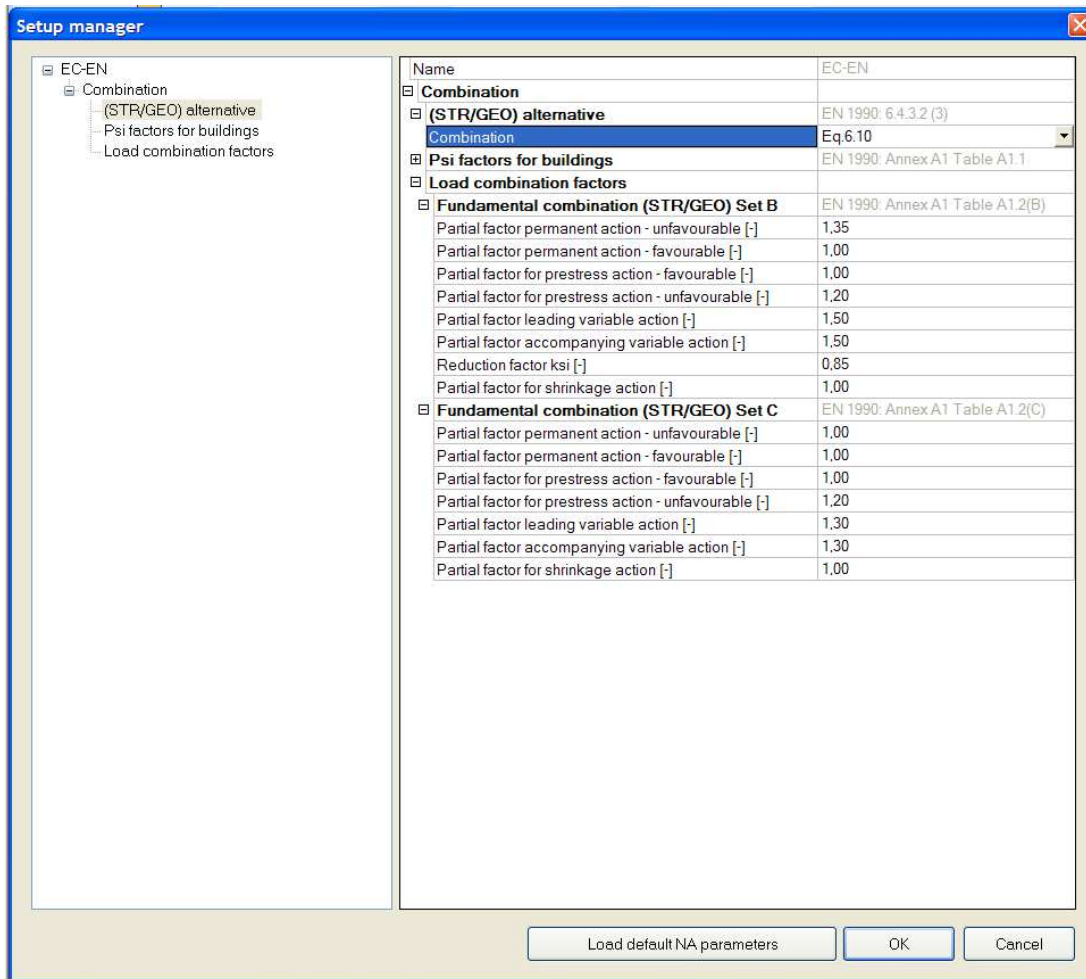 Setup manager
EC-EN
Combination
(STR/GEO) alternative
Psi factors for buildings
Load combination factors
Name EC-EN
Combination
(STR/GEO) alternative EN 1990: 6.4.3.2 (3)
Combination Eq.6.10
Psi factors for buildings EN 1990: Annex A1 Table A1.1
Load combination factors
Fundamental combination (STR/GEO) Set B EN 1990: Annex A1 Table A1.2(B)
Partial factor permanent action - unfavourable [-] 1,35
Partial factor permanent action - favourable [-] 1,00
Partial factor for prestress action - favourable [-] 1,00
Partial factor for prestress action - unfavourable [-] 1,20
Partial factor leading variable action [-] 1,50
Partial factor accompanying variable action [-] 1,50
Reduction factor ksi [-] 0,85
Partial factor for shrinkage action [-] 1,00
Fundamental combination (STR/GEO) Set C EN 1990: Annex A1 Table A1.2(C)
Partial factor permanent action - unfavourable [-] 1,00
Partial factor permanent action - favourable [-] 1,00
Partial factor for prestress action - favourable [-] 1,00
Partial factor for prestress action - unfavourable [-] 1,20
Partial factor leading variable action [-] 1,30
Partial factor accompanying variable action [-] 1,30
Partial factor for shrinkage action [-] 1,00
Load default NA parameters OK Cancel